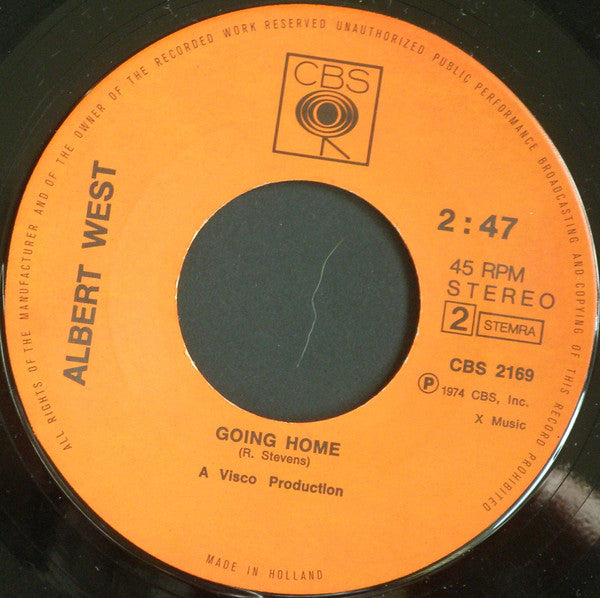 ALL RIGHTS OF THE MANUFACTURER AND OF THE OWNER OF THE RECORDED WORK RESERVED UNAUTHORIZED PUBLIC PERFORMANCE BROADCASTING AND COPYING OF THIS RECORD PROHIBITED
CBS
ALBERT WEST
2:47
45 RPM
STEREO
2 STEMRA
CBS 2169
℗ 1974 CBS, Inc.
X Music
GOING HOME
(R. Stevens)
A Visco Production
MADE IN HOLLAND